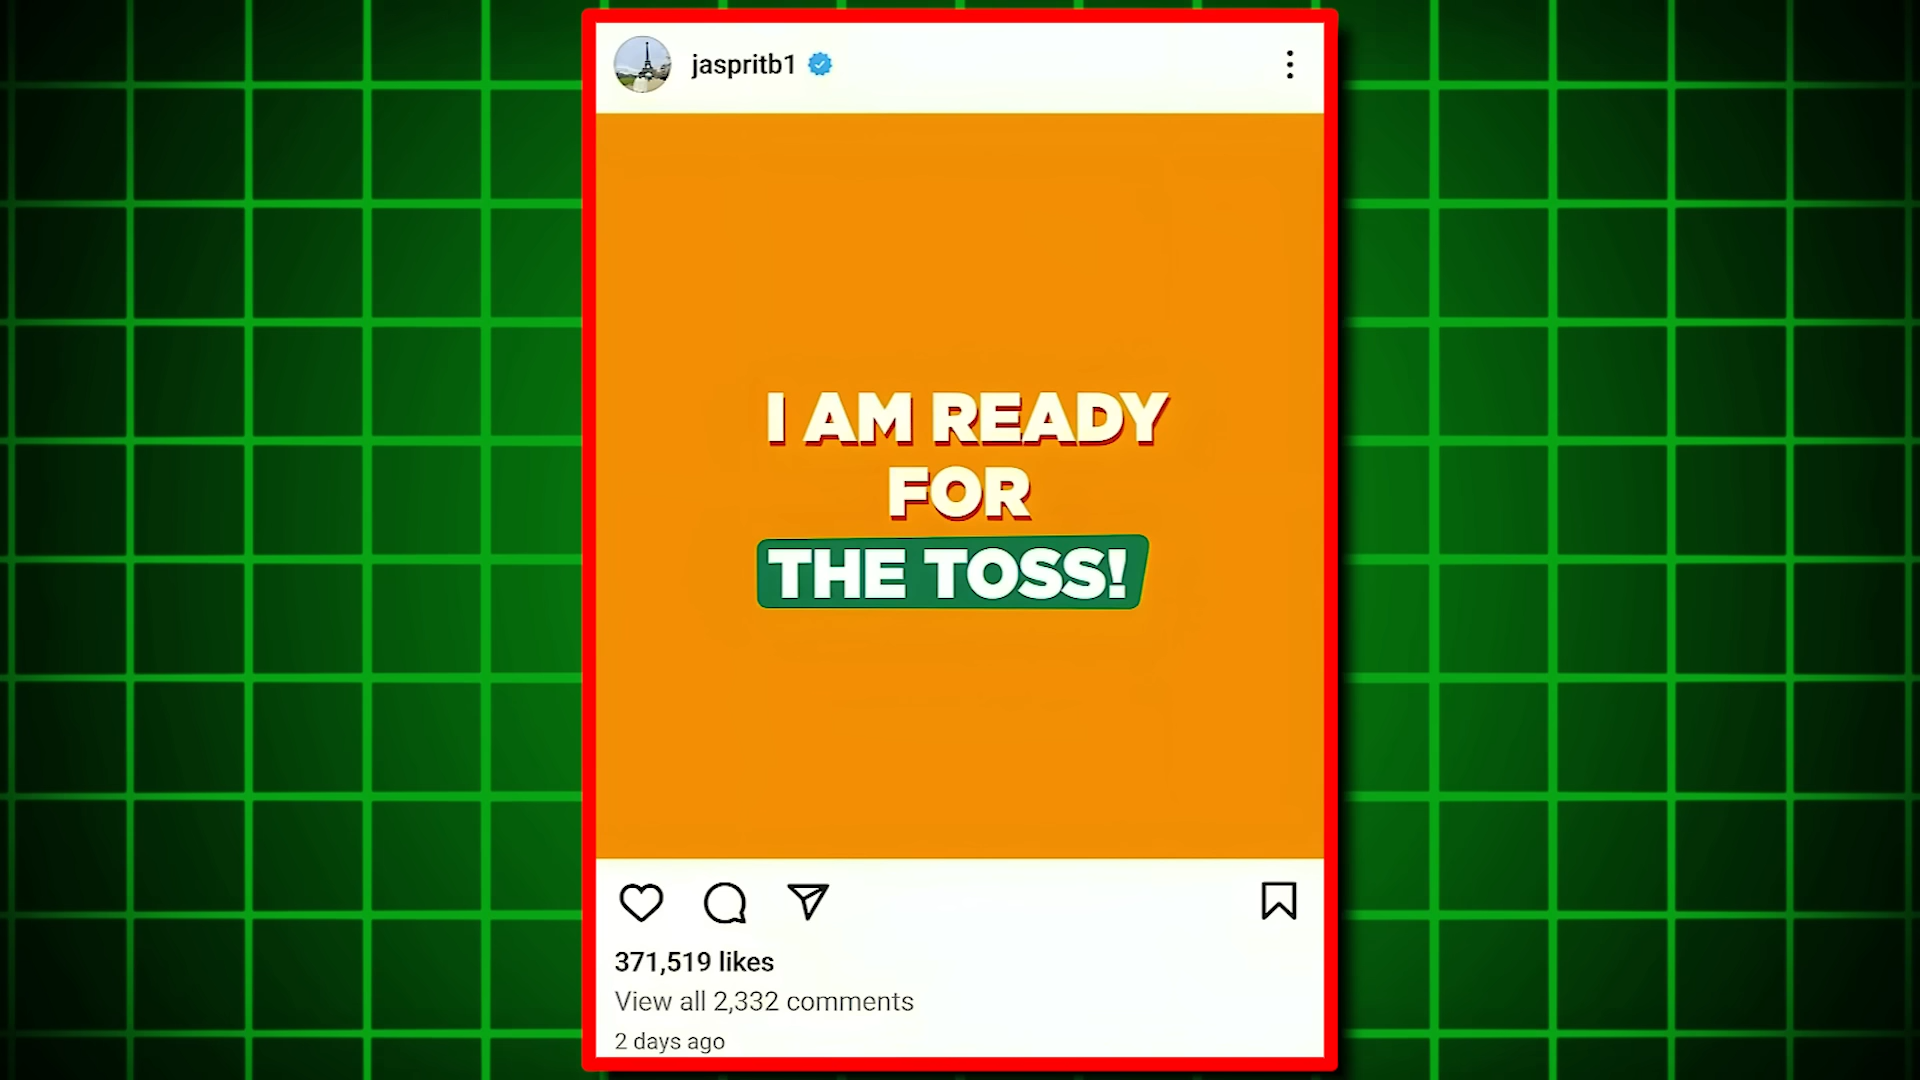 jaspritb1
I AM READY
FOR
THE TOSS!
371,519 likes
View all 2,332 comments
2 days ago